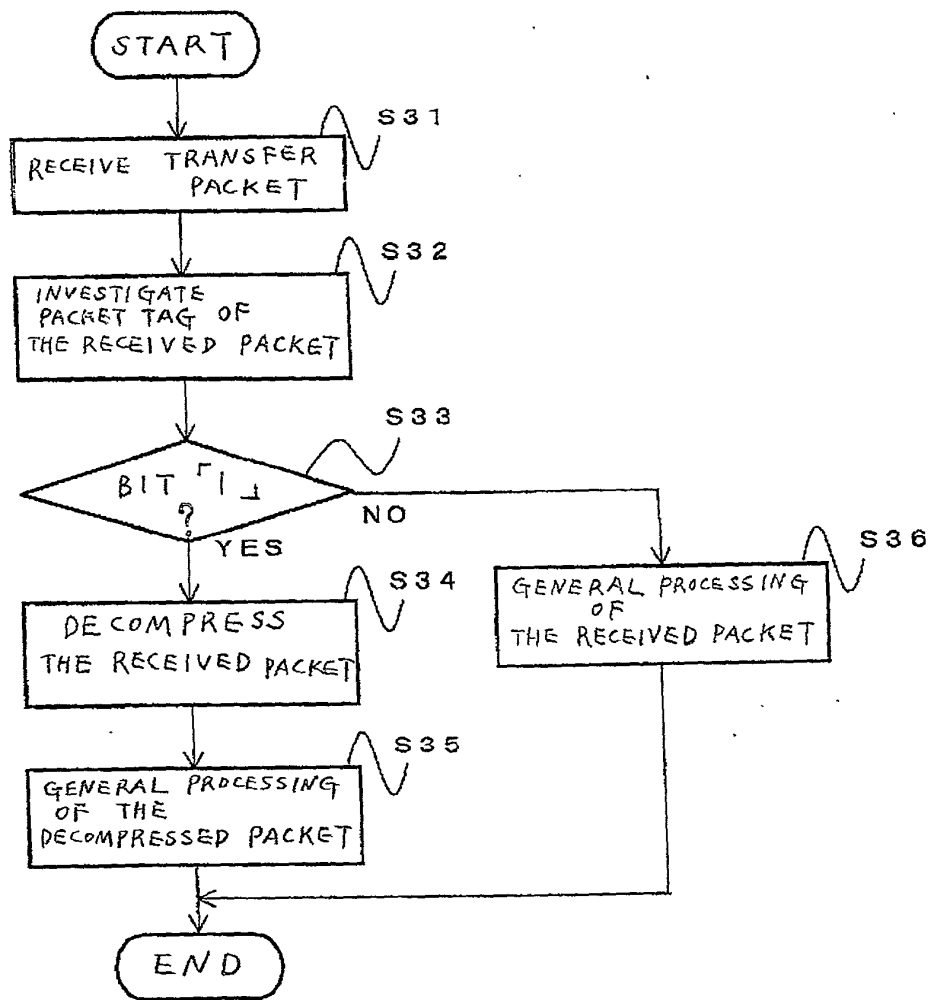 START
S31
RECEIVE TRANSFER
PACKET
S32
INVESTIGATE
PACKET TAG OF
THE RECEIVED PACKET
S33
BIT「1」
?
NO
YES
S34
DECOMPRESS
THE RECEIVED PACKET
S36
GENERAL PROCESSING
OF
THE RECEIVED PACKET
S35
GENERAL PROCESSING
OF THE
DECOMPRESSED PACKET
END